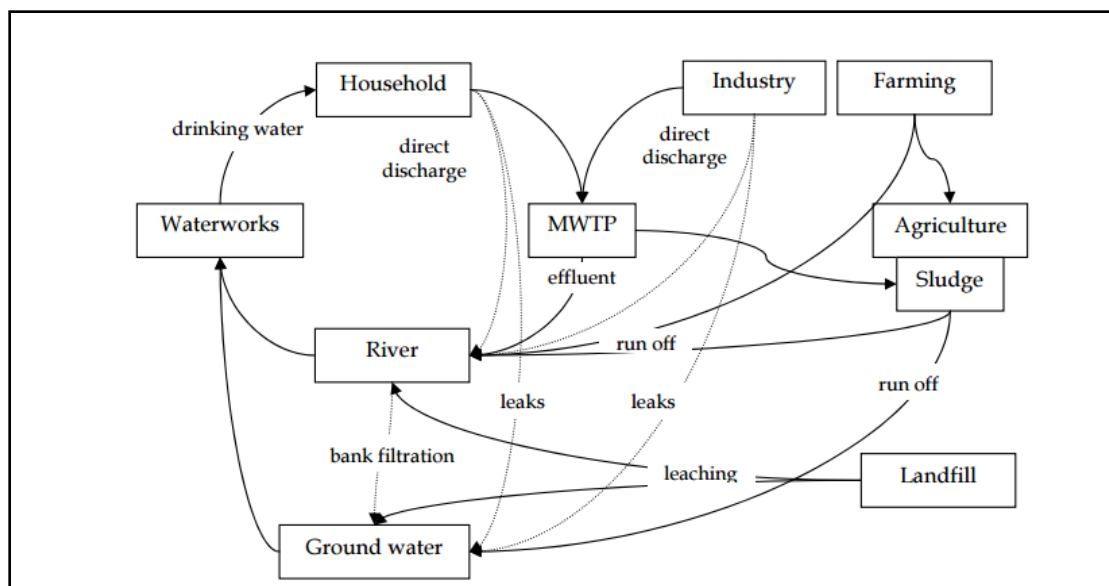 Household
Industry
Farming
drinking water
direct
discharge
direct
discharge
Waterworks
MWTP
Agriculture
effluent
Sludge
River
run off
run off
leaks
leaks
bank filtration
leaching
Landfill
Ground water